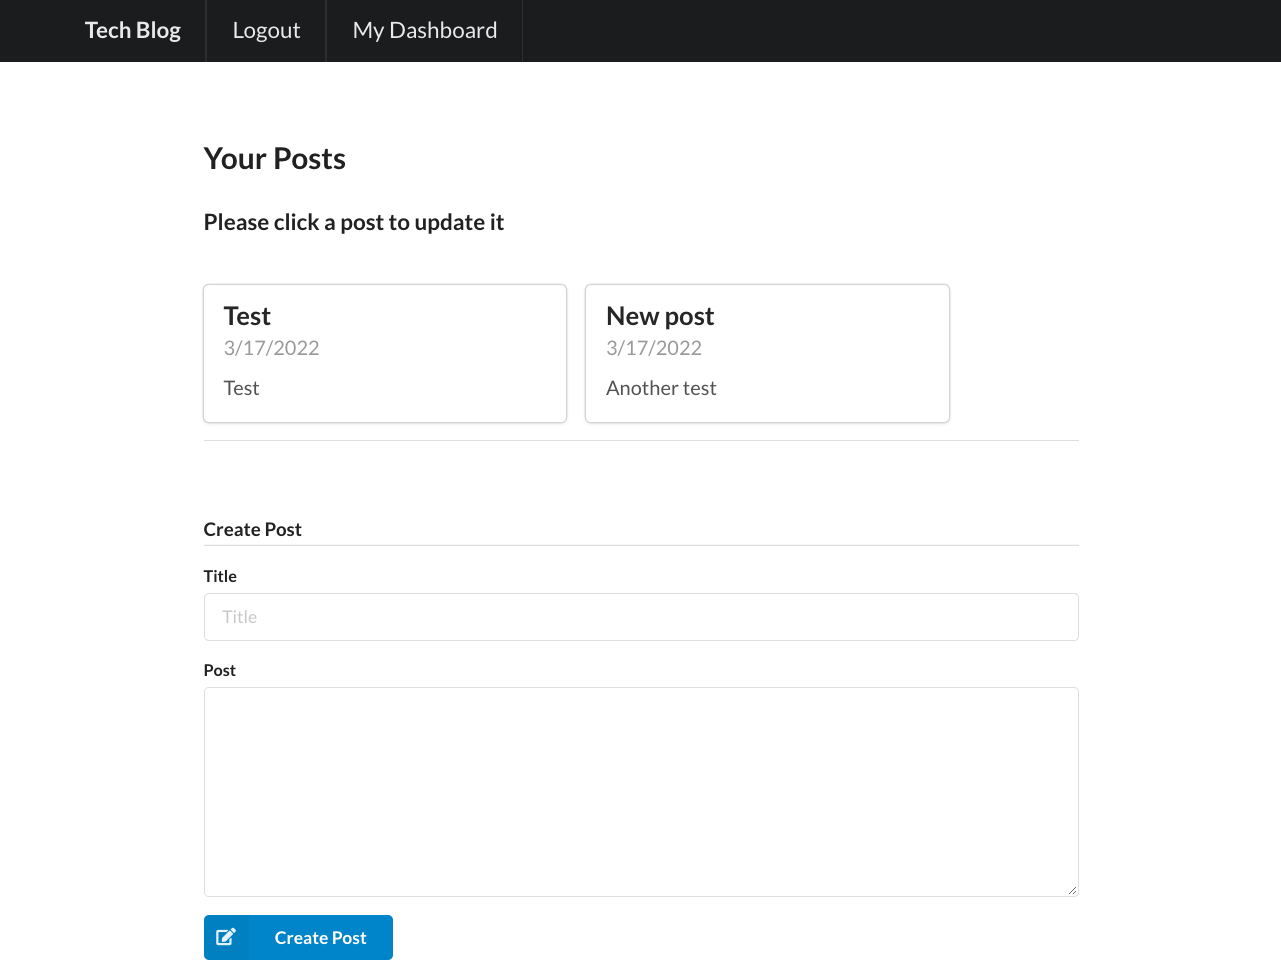 Tech Blog Logout My Dashboard
Your Posts
Please click a post to update it
Test
3/17/2022
Test
New post
3/17/2022
Another test
Create Post
Title
Title
Post
Create Post